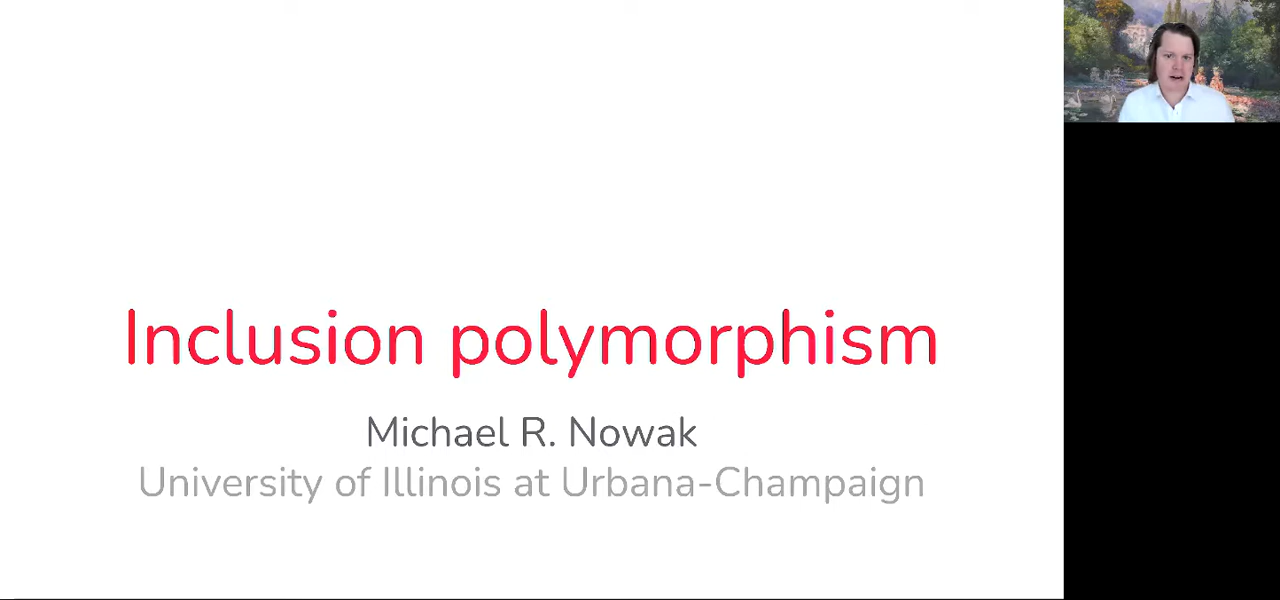 Inclusion polymorphism
Michael R. Nowak
University of Illinois at Urbana-Champaign